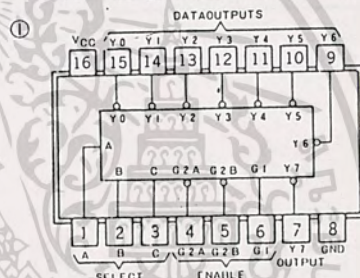 ①
DATAOUTPUTS
VCC Y0 Y1 Y2 Y3 Y4 Y5 Y6
16 15 14 13 12 11 10 9
Y0 Y1 Y2 Y3 Y4 Y5
A Y6
B C G2A G2B G1 Y7
1 2 3 4 5 6 7 8
A B C G2A G2B G1 Y7 GND
SELECT ENABLE OUTPUT